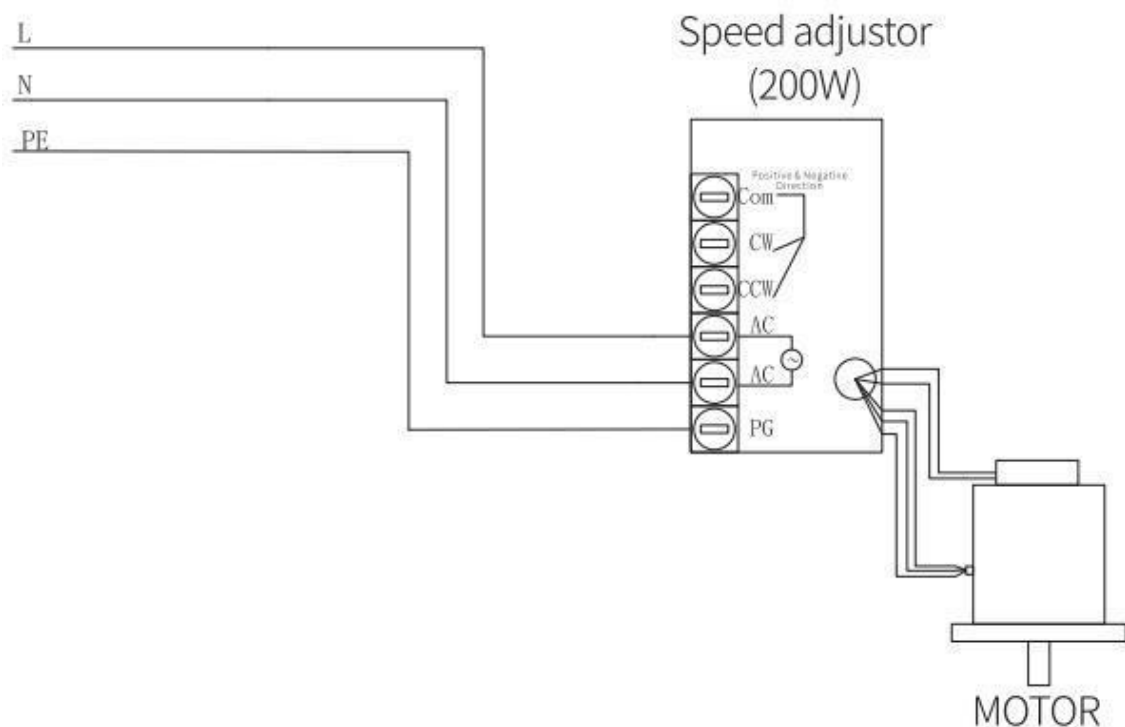 L
N
PE
Speed adjustor
(200W)
Positive & Negative
Direction
Com
CW
CCW
AC
AC
PG
MOTOR